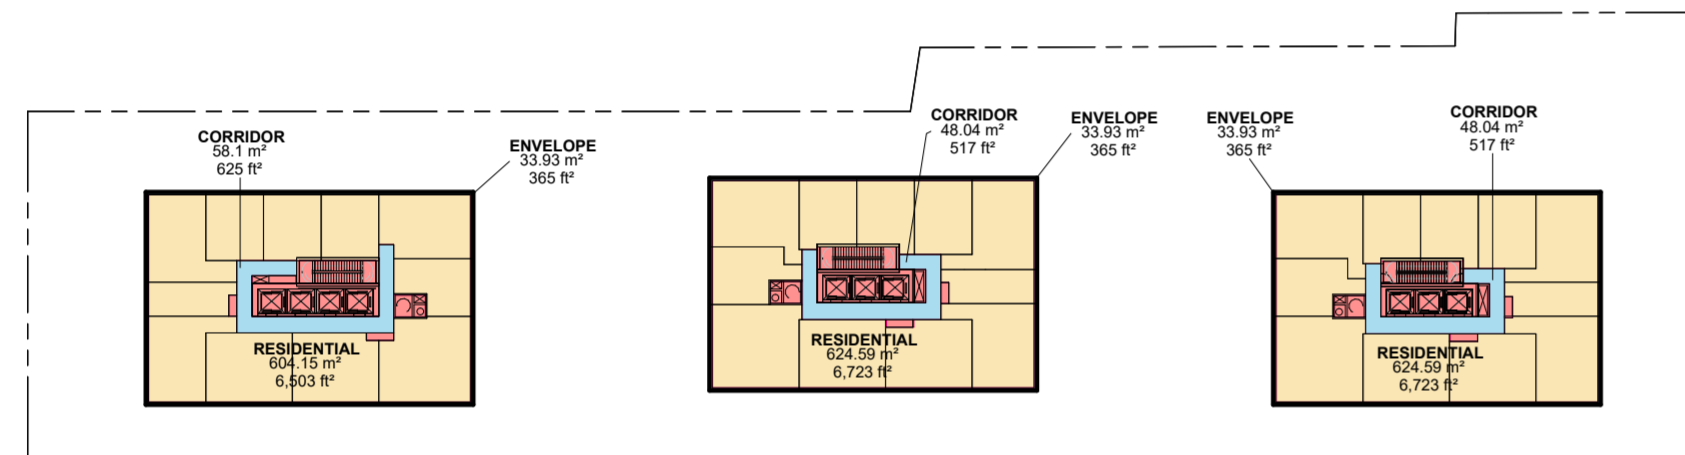 CORRIDOR
58.1 m²
625 ft²
ENVELOPE
33.93 m²
365 ft²
RESIDENTIAL
604.15 m²
6,503 ft²
CORRIDOR
48.04 m²
517 ft²
ENVELOPE
33.93 m²
365 ft²
RESIDENTIAL
624.59 m²
6,723 ft²
ENVELOPE
33.93 m²
365 ft²
CORRIDOR
48.04 m²
517 ft²
RESIDENTIAL
624.59 m²
6,723 ft²